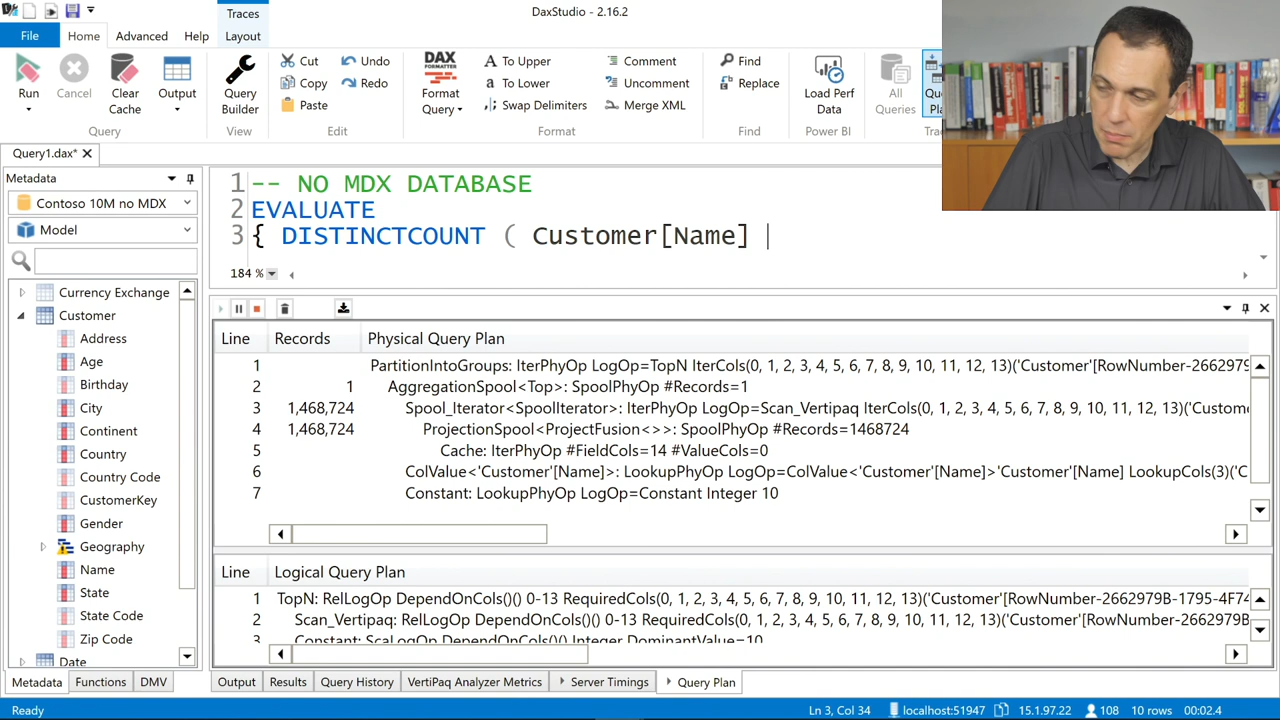 DaxStudio - 2.16.2
Traces
File
Home
Advanced
Help
Layout
Run
Cancel
Clear
Cache
Output
Query
Query
Builder
View
Cut
Copy
Paste
Undo
Redo
Edit
DAX
FORMATTER
Format
Query
To Upper
To Lower
Swap Delimiters
Comment
Uncomment
Merge XML
Format
Find
Replace
Find
Load Perf
Data
Power BI
All
Queries
Query1.dax*
Metadata
Contoso 10M no MDX
Model
Currency Exchange
Customer
Address
Age
Birthday
City
Continent
Country
Country Code
CustomerKey
Gender
Geography
Name
State
State Code
Zip Code
Date
Metadata
Functions
DMV
1 -- NO MDX DATABASE
2 EVALUATE
3 { DISTINCTCOUNT ( Customer[Name]
184 %
Line Records Physical Query Plan
1 PartitionIntoGroups: IterPhyOp LogOp=TopN IterCols(0, 1, 2, 3, 4, 5, 6, 7, 8, 9, 10, 11, 12, 13)('Customer'[RowNumber-2662979
2 1 AggregationSpool<Top>: SpoolPhyOp #Records=1
3 1,468,724 Spool_Iterator<SpoolIterator>: IterPhyOp LogOp=Scan_Vertipaq IterCols(0, 1, 2, 3, 4, 5, 6, 7, 8, 9, 10, 11, 12, 13)('Custome
4 1,468,724 ProjectionSpool<ProjectFusion<>>: SpoolPhyOp #Records=1468724
5 Cache: IterPhyOp #FieldCols=14 #ValueCols=0
6 ColValue<'Customer'[Name]>: LookupPhyOp LogOp=ColValue<'Customer'[Name]>'Customer'[Name] LookupCols(3)('C
7 Constant: LookupPhyOp LogOp=Constant Integer 10
Line Logical Query Plan
1 TopN: RelLogOp DependOnCols()() 0-13 RequiredCols(0, 1, 2, 3, 4, 5, 6, 7, 8, 9, 10, 11, 12, 13)('Customer'[RowNumber-2662979B-1795-4F74
2 Scan_Vertipaq: RelLogOp DependOnCols()() 0-13 RequiredCols(0, 1, 2, 3, 4, 5, 6, 7, 8, 9, 10, 11, 12, 13)('Customer'[RowNumber-2662979B
3 Constant: ScaLogOp DependOnCols()() Integer DominantValue=10
Output
Results
Query History
VertiPaq Analyzer Metrics
Server Timings
Query Plan
Ready
Ln 3, Col 34
localhost:51947
15.1.97.22
108
10 rows
00:02.4